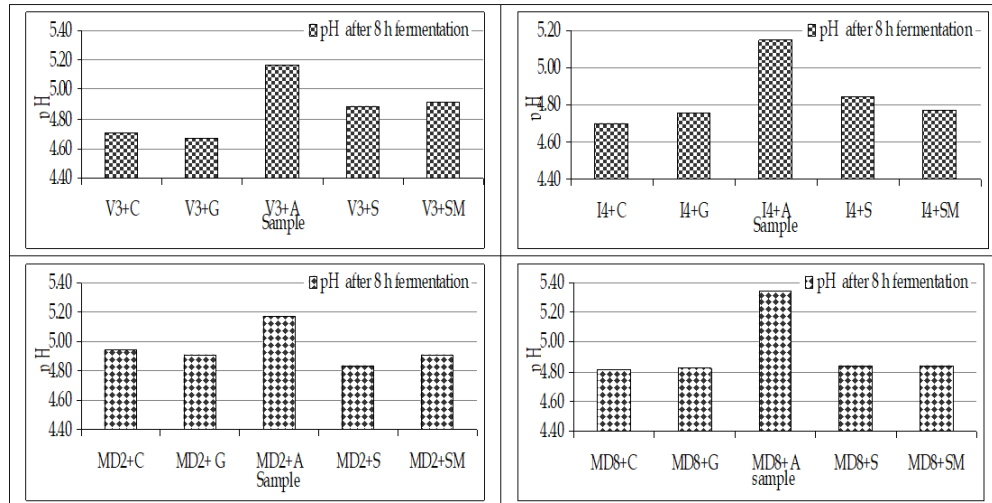 5.40
5.20
5.00
4.80
4.60
4.40
pH
pH after 8 h fermentation
V3+C V3+G V3+A V3+S V3+SM
Sample
5.20
5.00
4.80
4.60
4.40
pH
pH after 8 h fermentation
I4+C I4+G I4+A I4+S I4+SM
Sample
5.40
5.20
5.00
4.80
4.60
4.40
pH
pH after 8 h fermentation
MD2+C MD2+ G MD2+A MD2+S MD2+SM
Sample
5.40
5.20
5.00
4.80
4.60
4.40
pH
pH after 8 h fermentation
MD8+C MD8+G MD8+A MD8+S MD8+SM
sample